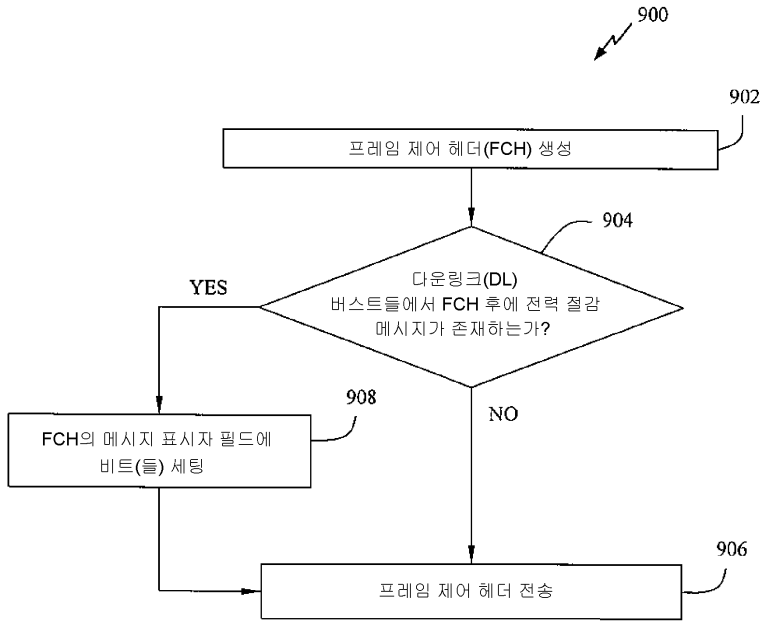 900
902
프레임 제어 헤더(FCH) 생성
904
다운링크(DL)
버스트들에서 FCH 후에 전력 절감
메시지가 존재하는가?
YES
NO
908
FCH의 메시지 표시자 필드에
비트(들) 세팅
906
프레임 제어 헤더 전송